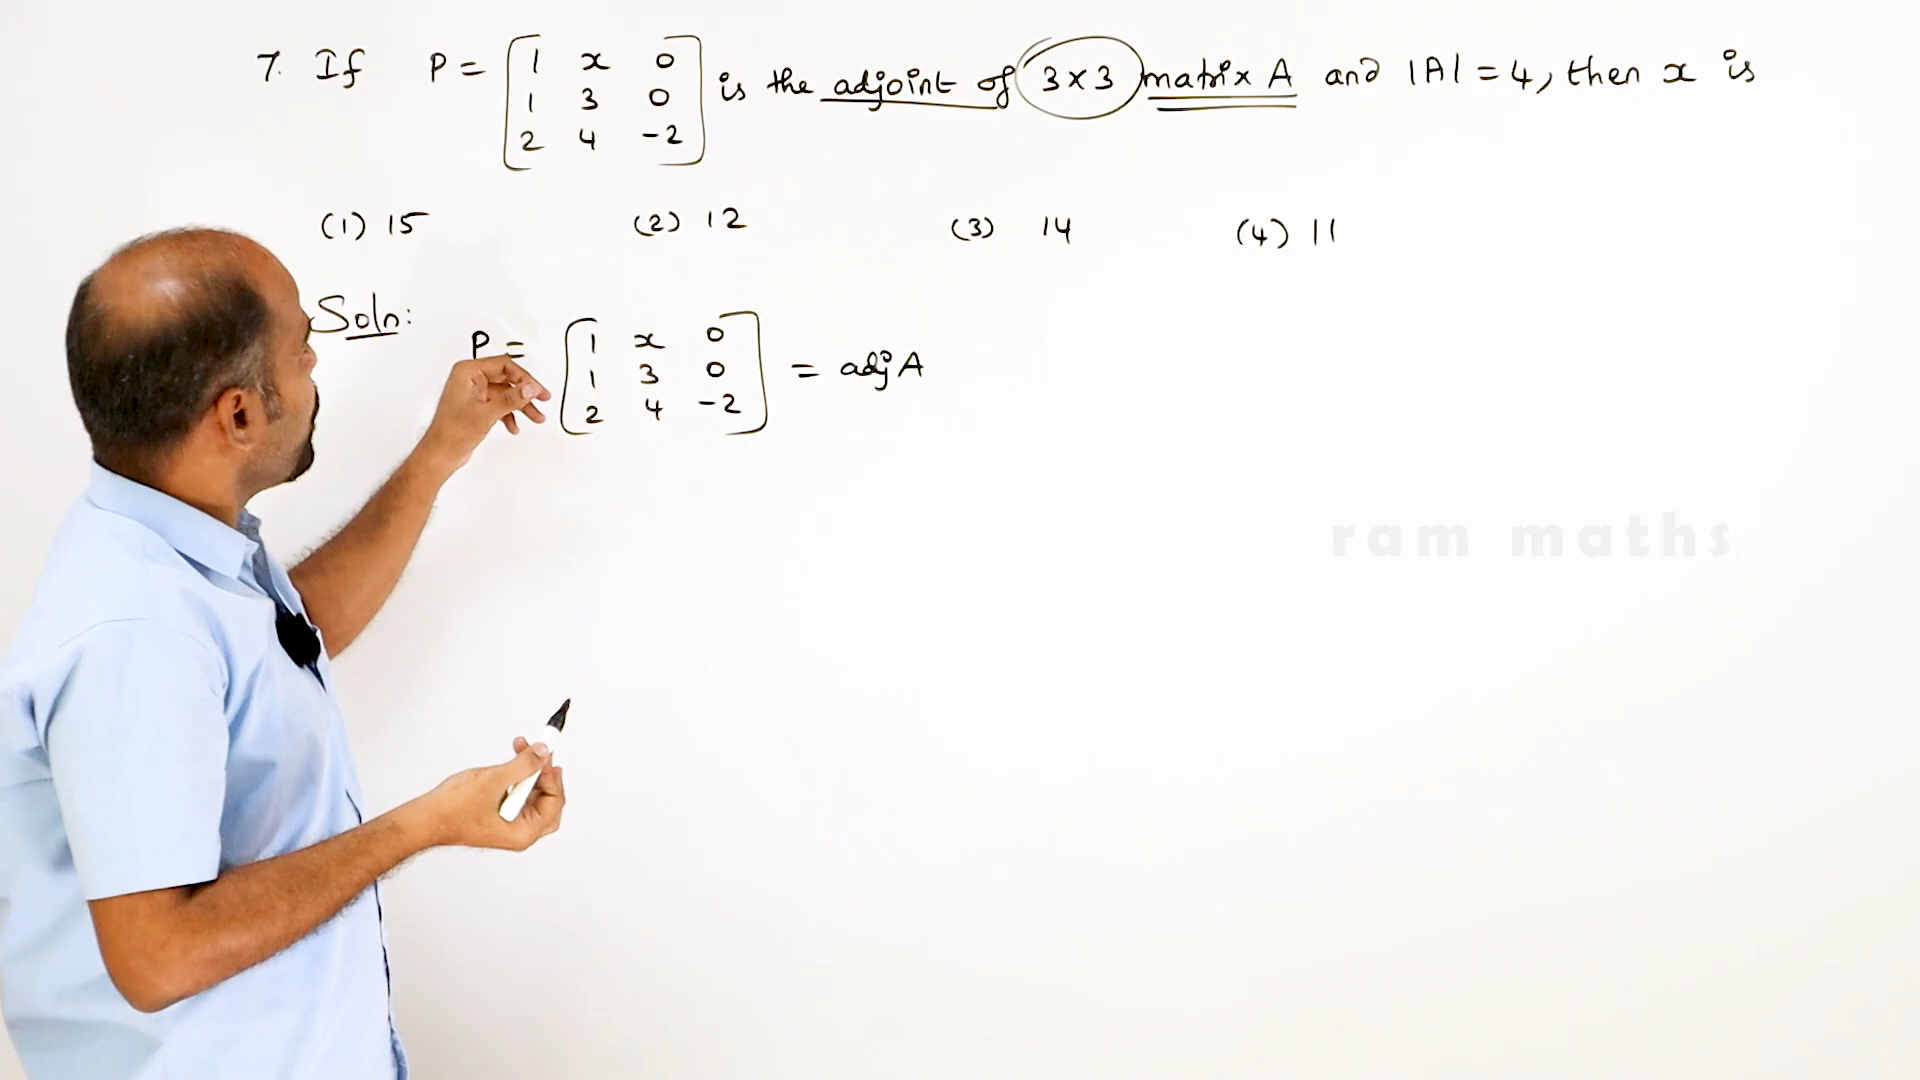 7. If P = [1 x 0
1 3 0
2 4 -2] is the adjoint of 3×3 matrix A and |A| = 4, then x is
(1) 15 (2) 12 (3) 14 (4) 11
Soln:
P = [1 x 0
1 3 0
2 4 -2] = adj A
ram maths